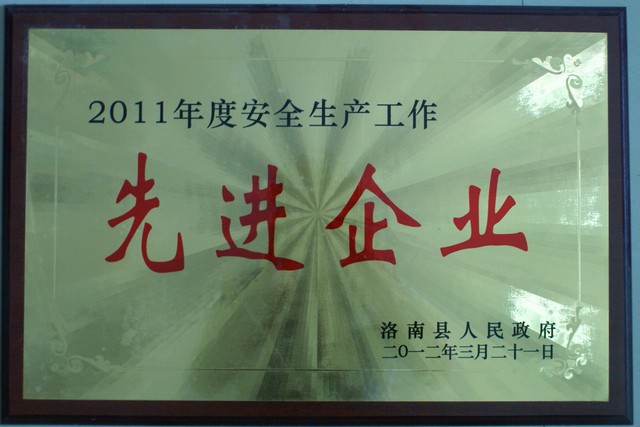 2011年度安全生产工作
先进企业
洛南县人民政府
二〇一二年三月二十一日